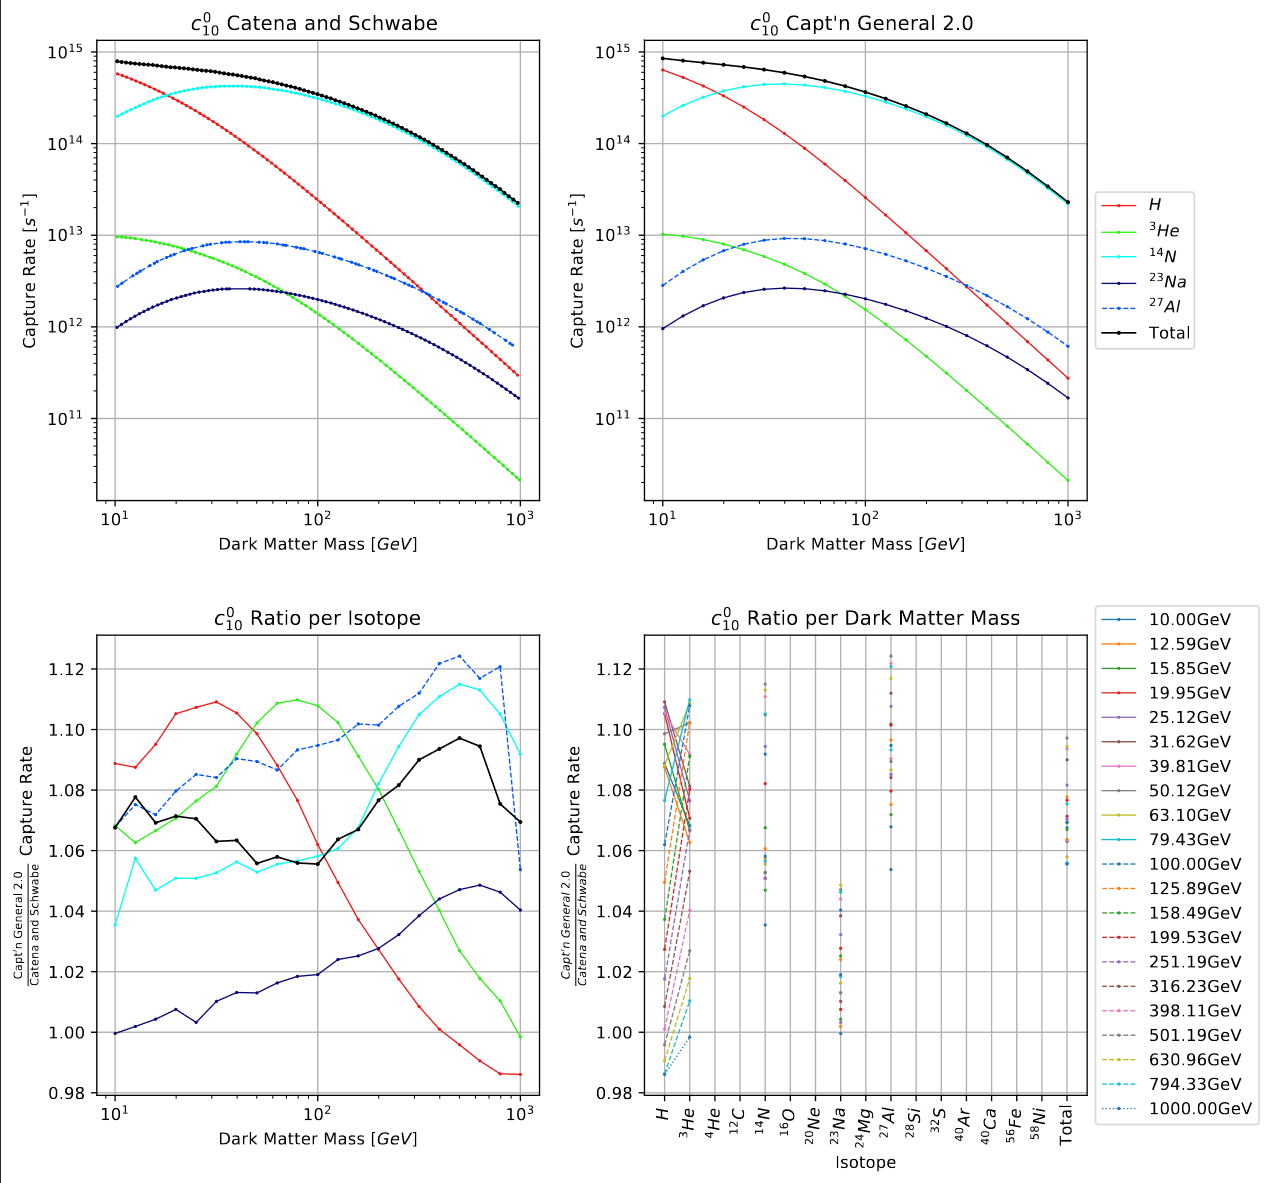 c⁰₁₀ Catena and Schwabe
10¹⁵
10¹⁴
10¹³
10¹²
10¹¹
Capture Rate [s⁻¹]
10¹ 10² 10³
Dark Matter Mass [GeV]
c⁰₁₀ Capt'n General 2.0
10¹⁵
10¹⁴
10¹³
10¹²
10¹¹
Capture Rate [s⁻¹]
10¹ 10² 10³
Dark Matter Mass [GeV]
H
³He
¹⁴N
²³Na
²⁷Al
Total
c⁰₁₀ Ratio per Isotope
1.12
1.10
1.08
1.06
1.04
1.02
1.00
0.98
Capt'n General 2.0 / Catena and Schwabe Capture Rate
10¹ 10² 10³
Dark Matter Mass [GeV]
c⁰₁₀ Ratio per Dark Matter Mass
1.12
1.10
1.08
1.06
1.04
1.02
1.00
0.98
Capt'n General 2.0 / Catena and Schwabe Capture Rate
H ³He ⁴He ¹²C ¹⁴N ¹⁶O ²⁰Ne ²³Na ²⁴Mg ²⁷Al ²⁸Si ³²S ⁴⁰Ar ⁴⁰Ca ⁵⁶Fe ⁵⁸Ni Total
Isotope
10.00GeV
12.59GeV
15.85GeV
19.95GeV
25.12GeV
31.62GeV
39.81GeV
50.12GeV
63.10GeV
79.43GeV
100.00GeV
125.89GeV
158.49GeV
199.53GeV
251.19GeV
316.23GeV
398.11GeV
501.19GeV
630.96GeV
794.33GeV
1000.00GeV